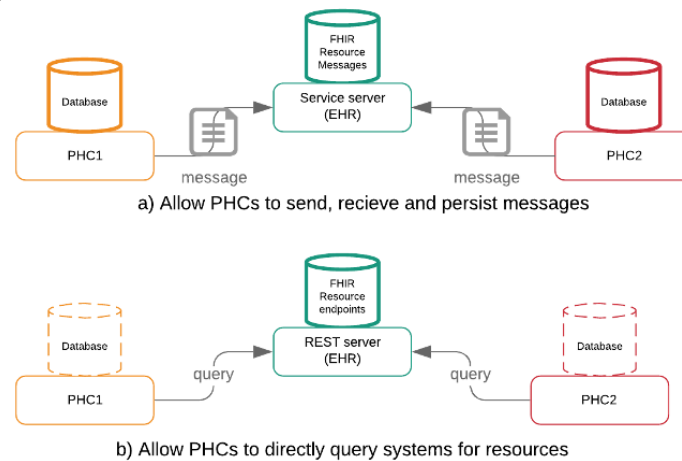 FHIR
Resource
Messages
Database
Database
Service server
(EHR)
PHC1
PHC2
message
message
a) Allow PHCs to send, recieve and persist messages
FHIR
Resource
endpoints
Database
Database
REST server
(EHR)
query
query
PHC1
PHC2
b) Allow PHCs to directly query systems for resources